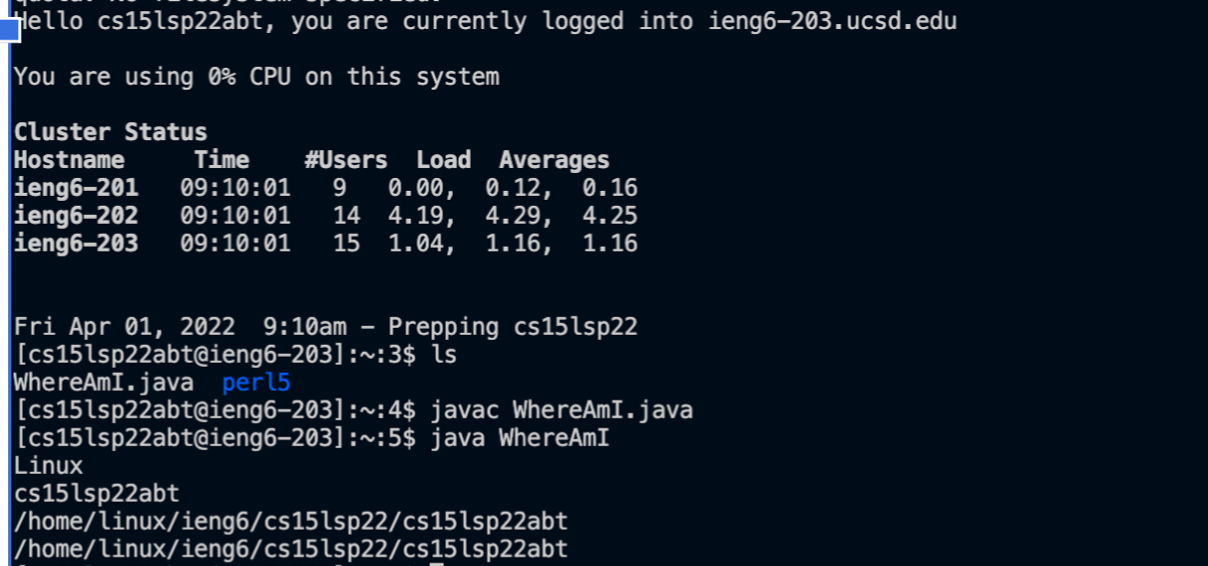 Hello cs15lsp22abt, you are currently logged into ieng6-203.ucsd.edu
You are using 0% CPU on this system
Cluster Status
Hostname     Time    #Users  Load  Averages
ieng6-201   09:10:01   9   0.00,  0.12,  0.16
ieng6-202   09:10:01   14  4.19,  4.29,  4.25
ieng6-203   09:10:01   15  1.04,  1.16,  1.16
Fri Apr 01, 2022  9:10am - Prepping cs15lsp22
[cs15lsp22abt@ieng6-203]:~:3$ ls
WhereAmI.java  perl5
[cs15lsp22abt@ieng6-203]:~:4$ javac WhereAmI.java
[cs15lsp22abt@ieng6-203]:~:5$ java WhereAmI
Linux
cs15lsp22abt
/home/linux/ieng6/cs15lsp22/cs15lsp22abt
/home/linux/ieng6/cs15lsp22/cs15lsp22abt